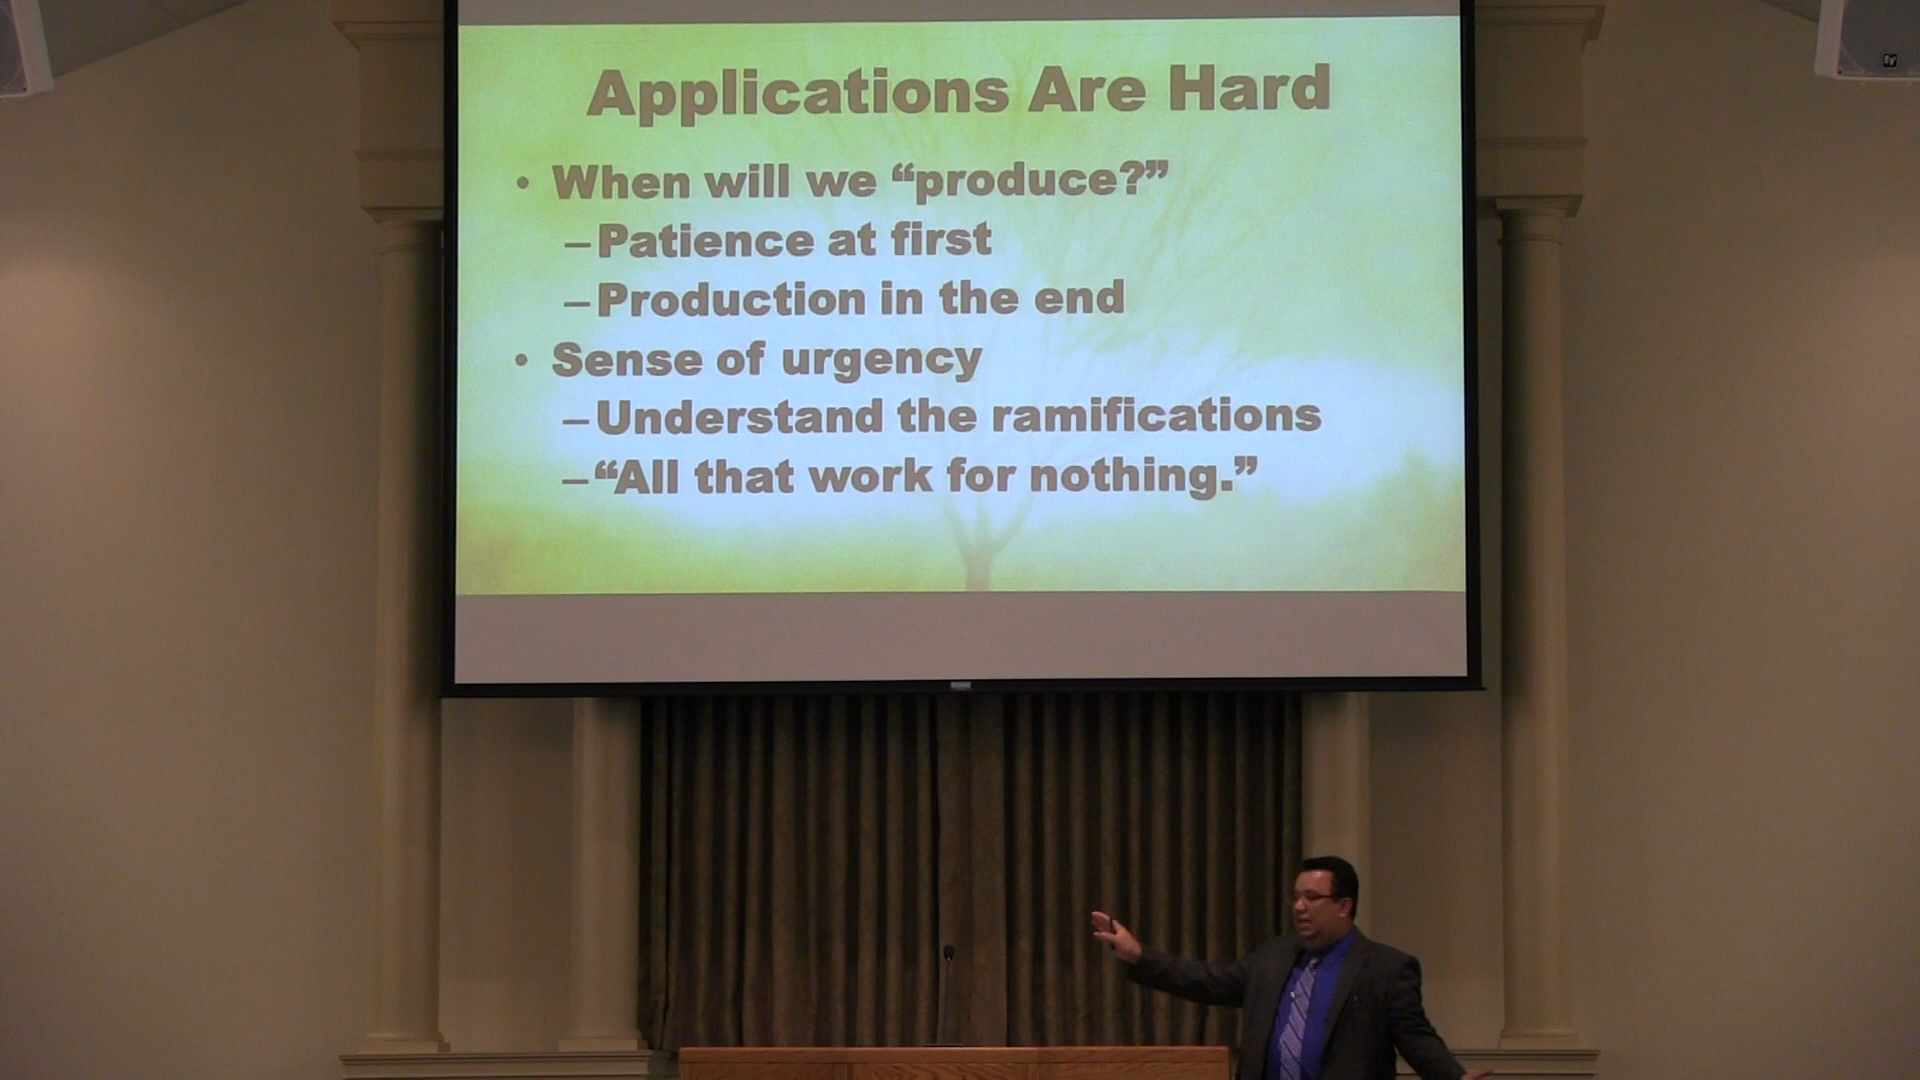 Applications Are Hard
• When will we “produce?”
– Patience at first
– Production in the end
• Sense of urgency
– Understand the ramifications
– “All that work for nothing.”
EV